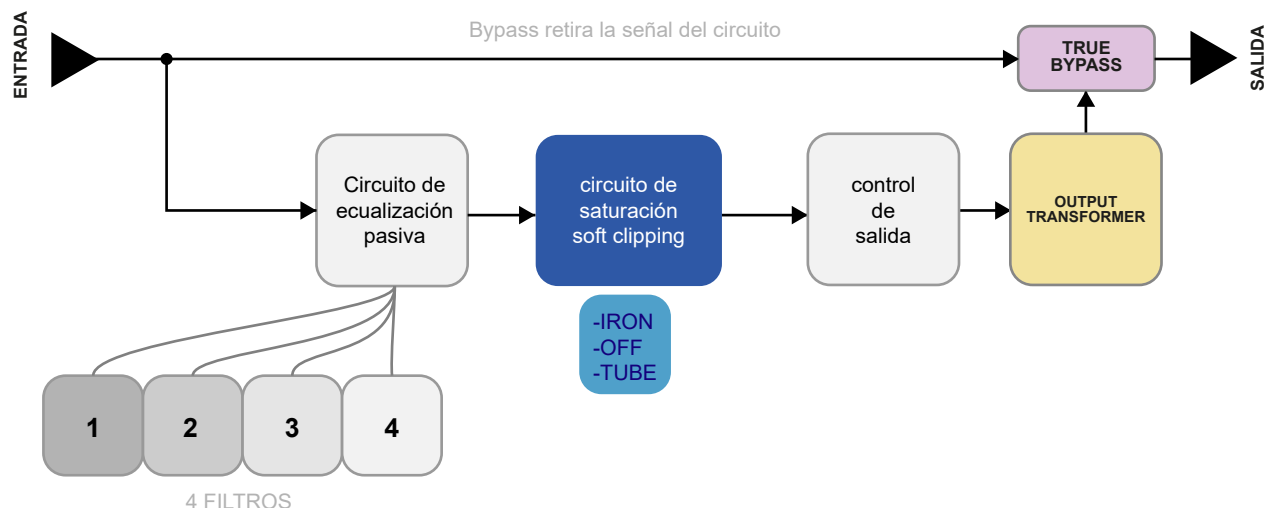 Bypass retira la señal del circuito
ENTRADA
TRUE
BYPASS
SALIDA
Circuito de
ecualización
pasiva
circuito de
saturación
soft clipping
control
de
salida
OUTPUT
TRANSFORMER
-IRON
-OFF
-TUBE
1
2
3
4
4 FILTROS